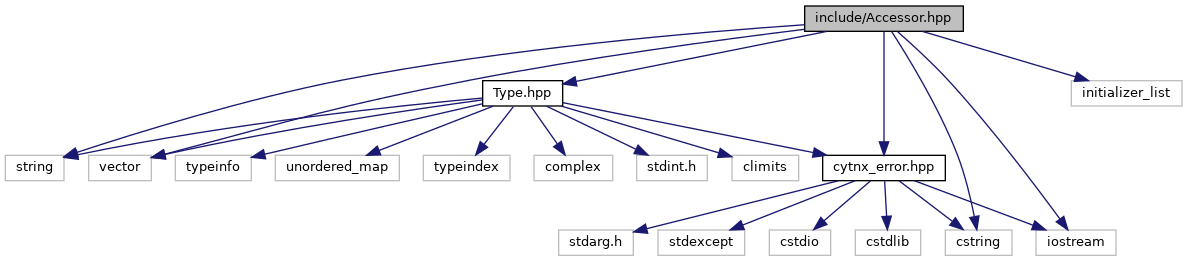 include/Accessor.hpp
Type.hpp
initializer_list
string
vector
typeinfo
unordered_map
typeindex
complex
stdint.h
climits
cytnx_error.hpp
stdarg.h
stdexcept
cstdio
cstdlib
cstring
iostream